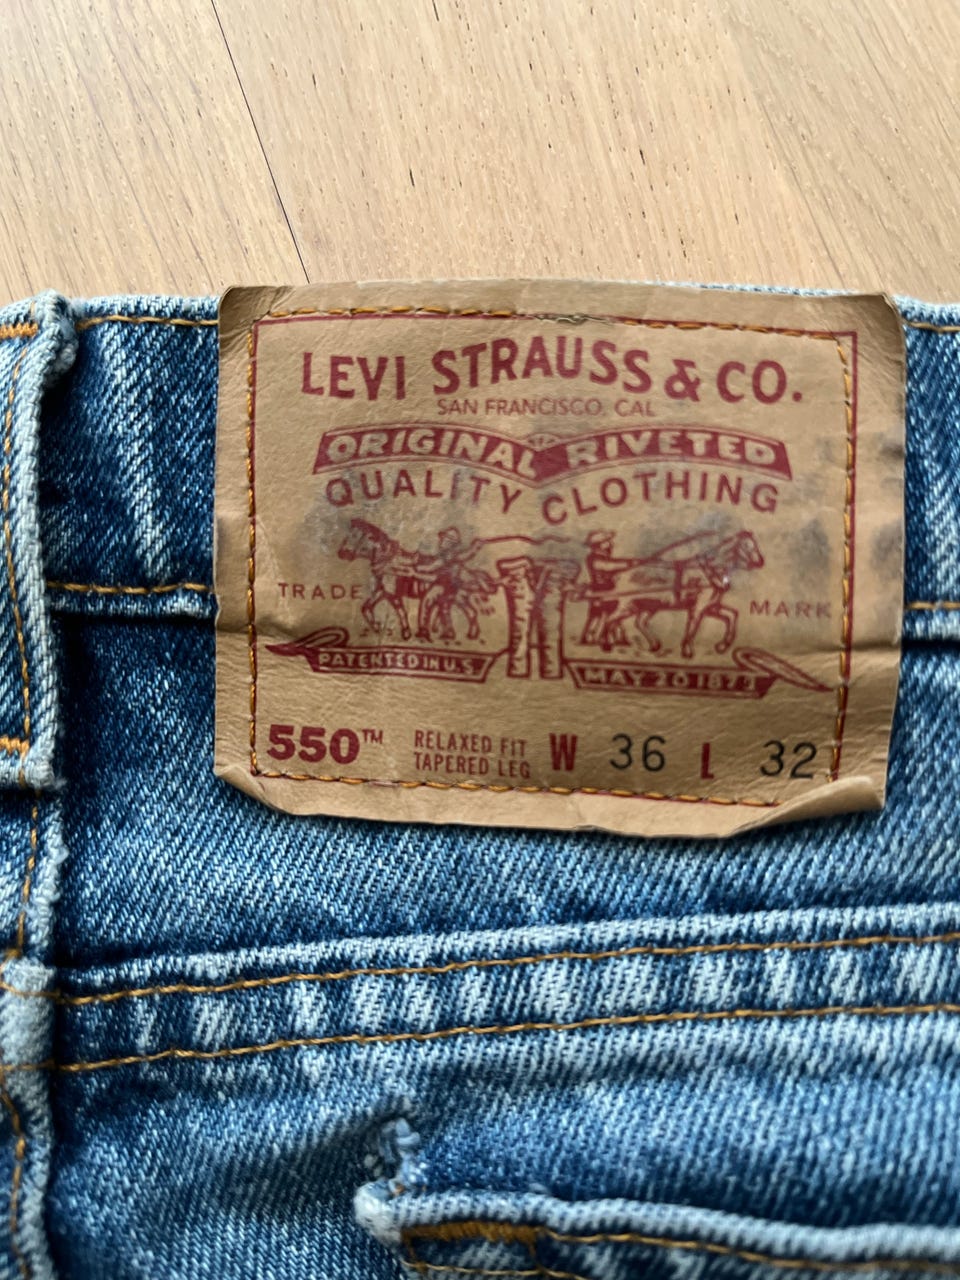 LEVI STRAUSS & CO.
SAN FRANCISCO, CAL
ORIGINAL RIVETED
QUALITY CLOTHING
TRADE MARK
PATENTED IN U.S.
MAY 20 1873
550™ RELAXED FIT TAPERED LEG W 36 L 32